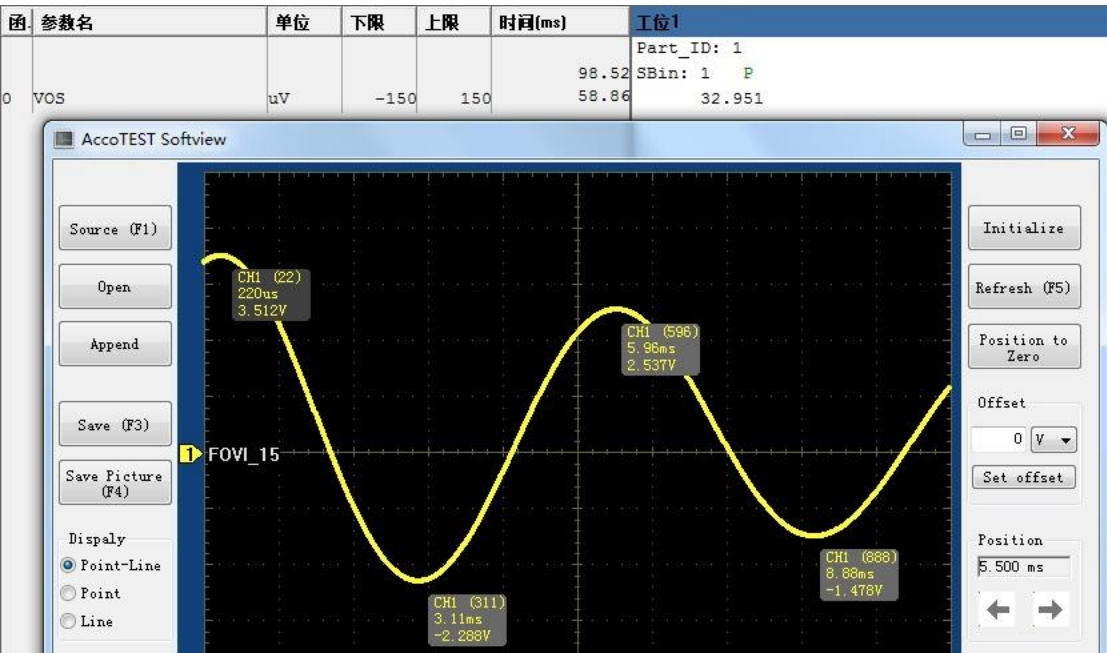 函. 参数名 单位 下限 上限 时间(ms) 工位1
Part_ID: 1
98.52 SBin: 1 P
0 VOS uV -150 150 58.86 32.951
AccoTEST Softview
Source (F1)
Open
Append
Save (F3)
Save Picture
(F4)
Dispaly
Point-Line
Point
Line
CH1 (22)
220us
3.512V
CH1 (596)
5.96ms
2.537V
1 FOVI_15
CH1 (311)
3.11ms
-2.288V
CH1 (888)
8.88ms
-1.478V
Initialize
Refresh (F5)
Position to
Zero
Offset
0 V
Set offset
Position
5.500 ms